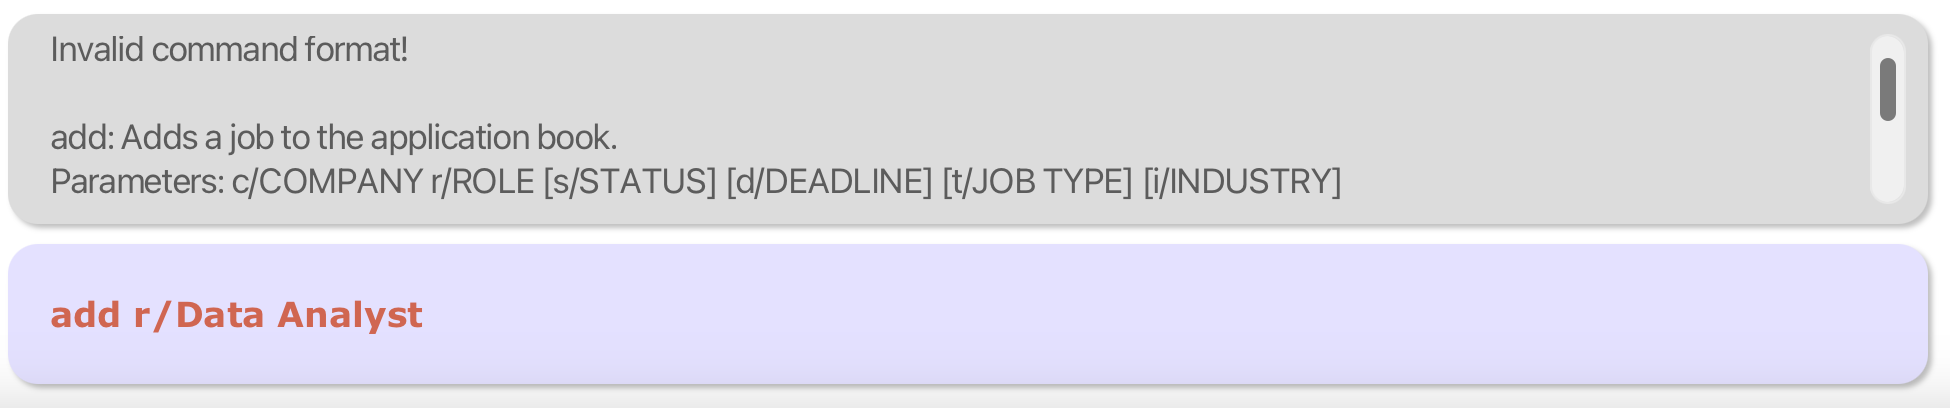 Invalid command format!
add: Adds a job to the application book.
Parameters: c/COMPANY r/ROLE [s/STATUS] [d/DEADLINE] [t/JOB TYPE] [i/INDUSTRY]
add r/Data Analyst